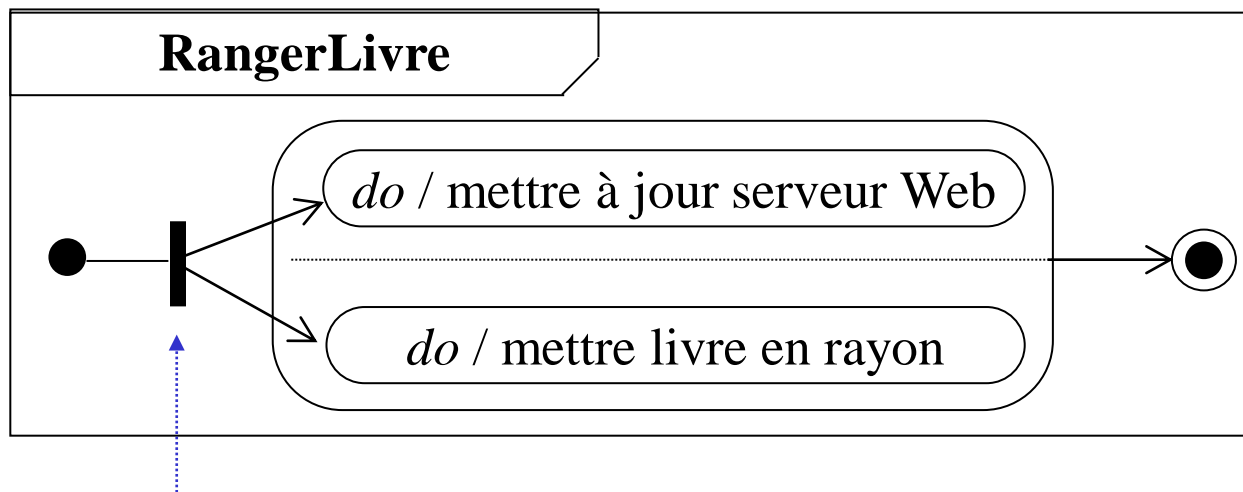 RangerLivre
do / mettre à jour serveur Web
do / mettre livre en rayon